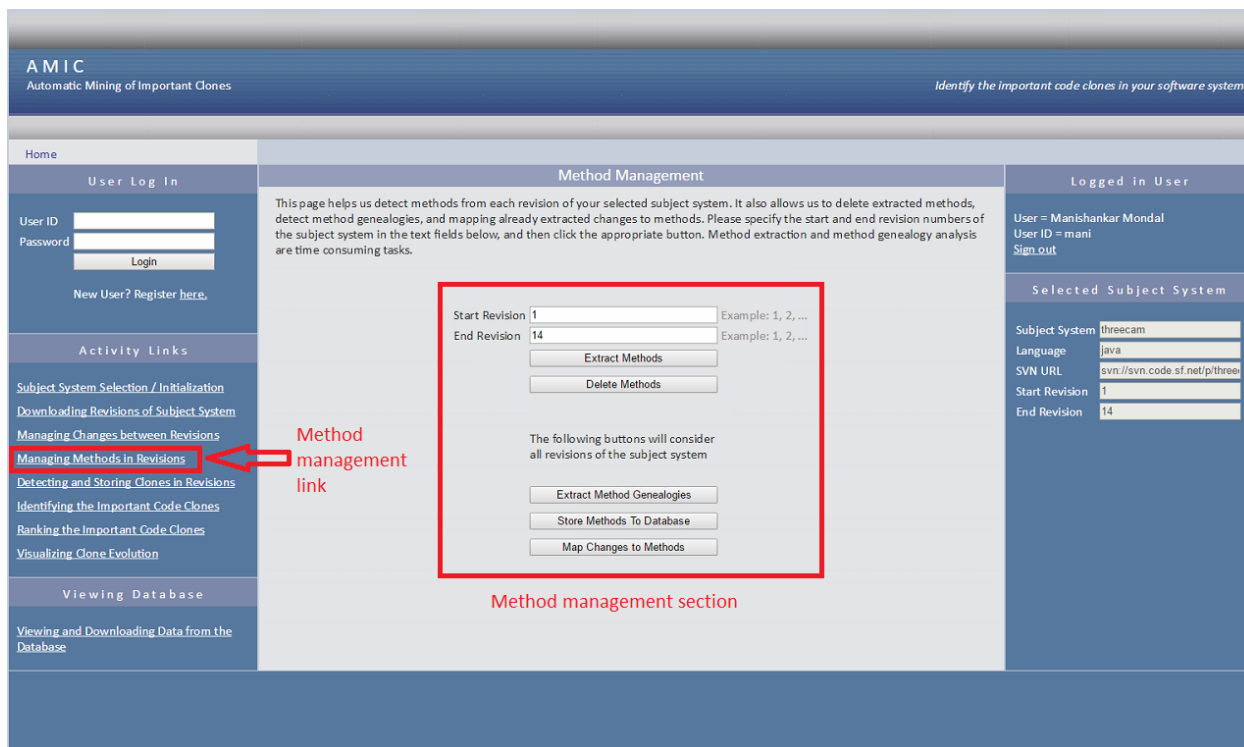 AMIC
Automatic Mining of Important Clones
Identify the important code clones in your software system
Home
User Log In
User ID
Password
Login
New User? Register here.
Activity Links
Subject System Selection / Initialization
Downloading Revisions of Subject System
Managing Changes between Revisions
Managing Methods in Revisions
Detecting and Storing Clones in Revisions
Identifying the Important Code Clones
Ranking the Important Code Clones
Visualizing Clone Evolution
Viewing Database
Viewing and Downloading Data from the
Database
Method
management
link
Method Management
This page helps us detect methods from each revision of your selected subject system. It also allows us to delete extracted methods,
detect method genealogies, and mapping already extracted changes to methods. Please specify the start and end revision numbers of
the subject system in the text fields below, and then click the appropriate button. Method extraction and method genealogy analysis
are time consuming tasks.
Start Revision 1 Example: 1, 2, ...
End Revision 14 Example: 1, 2, ...
Extract Methods
Delete Methods
The following buttons will consider
all revisions of the subject system
Extract Method Genealogies
Store Methods To Database
Map Changes to Methods
Method management section
Logged in User
User = Manishankar Mondal
User ID = mani
Sign out
Selected Subject System
Subject System threecam
Language java
SVN URL svn://svn.code.sf.net/p/three
Start Revision 1
End Revision 14